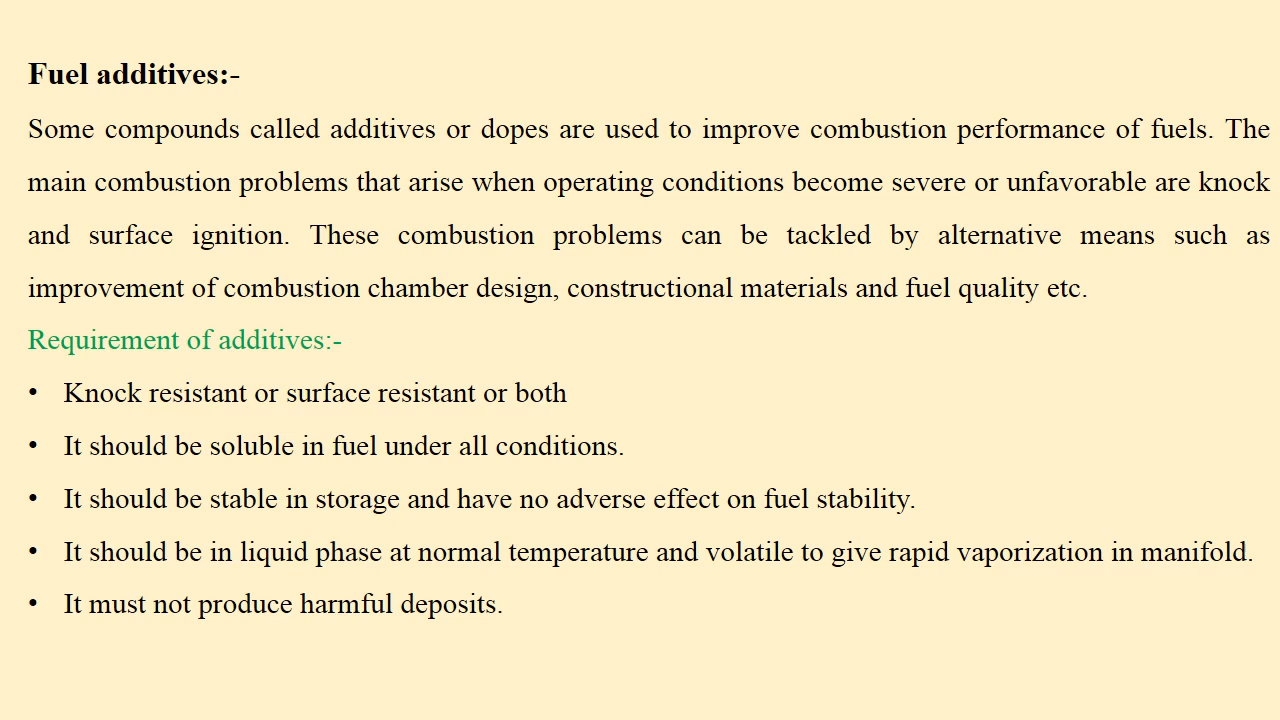 Fuel additives:-
Some compounds called additives or dopes are used to improve combustion performance of fuels. The
main combustion problems that arise when operating conditions become severe or unfavorable are knock
and surface ignition. These combustion problems can be tackled by alternative means such as
improvement of combustion chamber design, constructional materials and fuel quality etc.
Requirement of additives:-
• Knock resistant or surface resistant or both
• It should be soluble in fuel under all conditions.
• It should be stable in storage and have no adverse effect on fuel stability.
• It should be in liquid phase at normal temperature and volatile to give rapid vaporization in manifold.
• It must not produce harmful deposits.